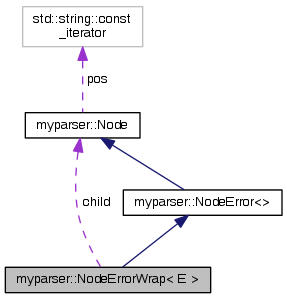 std::string::const
_iterator
pos
myparser::Node
child
myparser::NodeError<>
myparser::NodeErrorWrap< E >